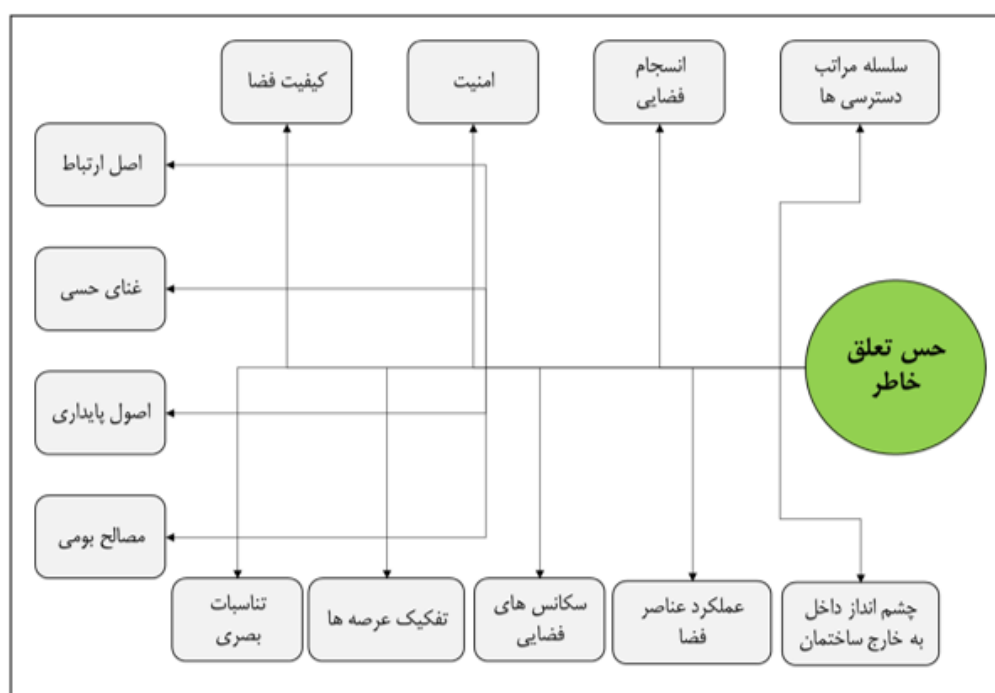 سلسله مراتب
دسترسی ها
انسجام
فضایی
امنیت
کیفیت فضا
اصل ارتباط
غنای حسی
اصول پایداری
مصالح بومی
حس تعلق
خاطر
چشم انداز داخل
به خارج ساختمان
عملکرد عناصر
فضا
سکانس های
فضایی
تفکیک عرصه ها
تناسبات
بصری